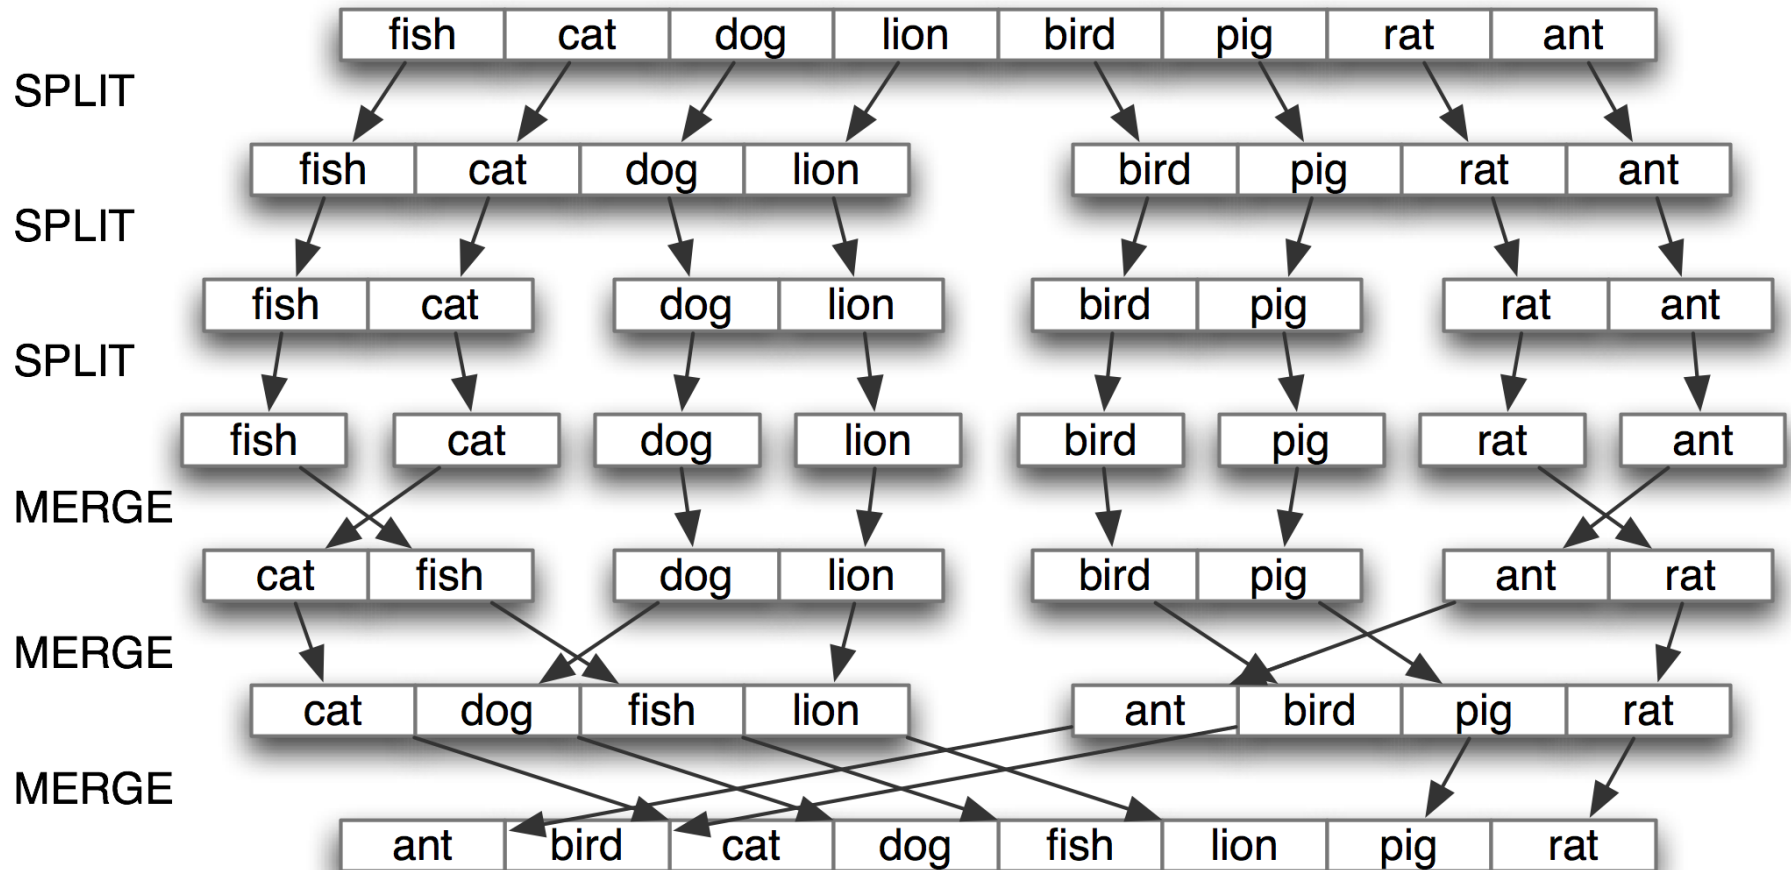 fish cat dog lion bird pig rat ant
SPLIT
fish cat dog lion bird pig rat ant
SPLIT
fish cat dog lion bird pig rat ant
SPLIT
fish cat dog lion bird pig rat ant
MERGE
cat fish dog lion bird pig ant rat
MERGE
cat dog fish lion ant bird pig rat
MERGE
ant bird cat dog fish lion pig rat